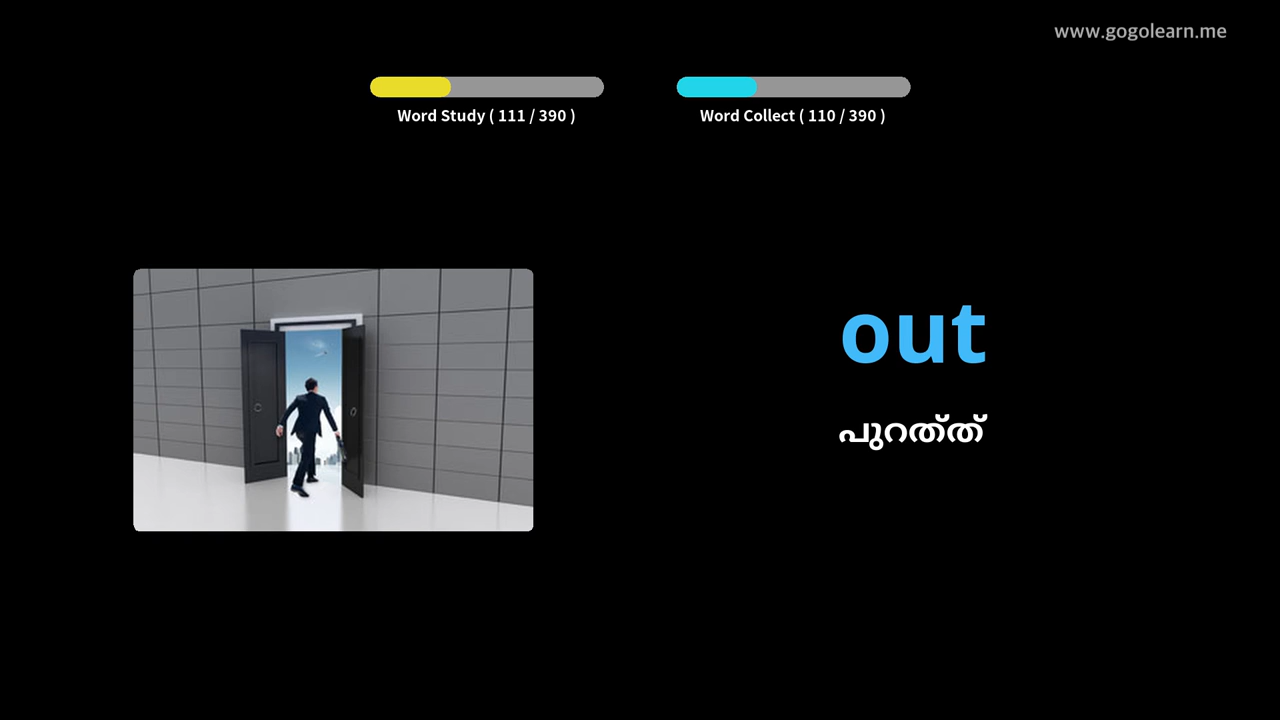 www.gogolearn.me
Word Study ( 111 / 390 )
Word Collect ( 110 / 390 )
out
പുറത്ത്